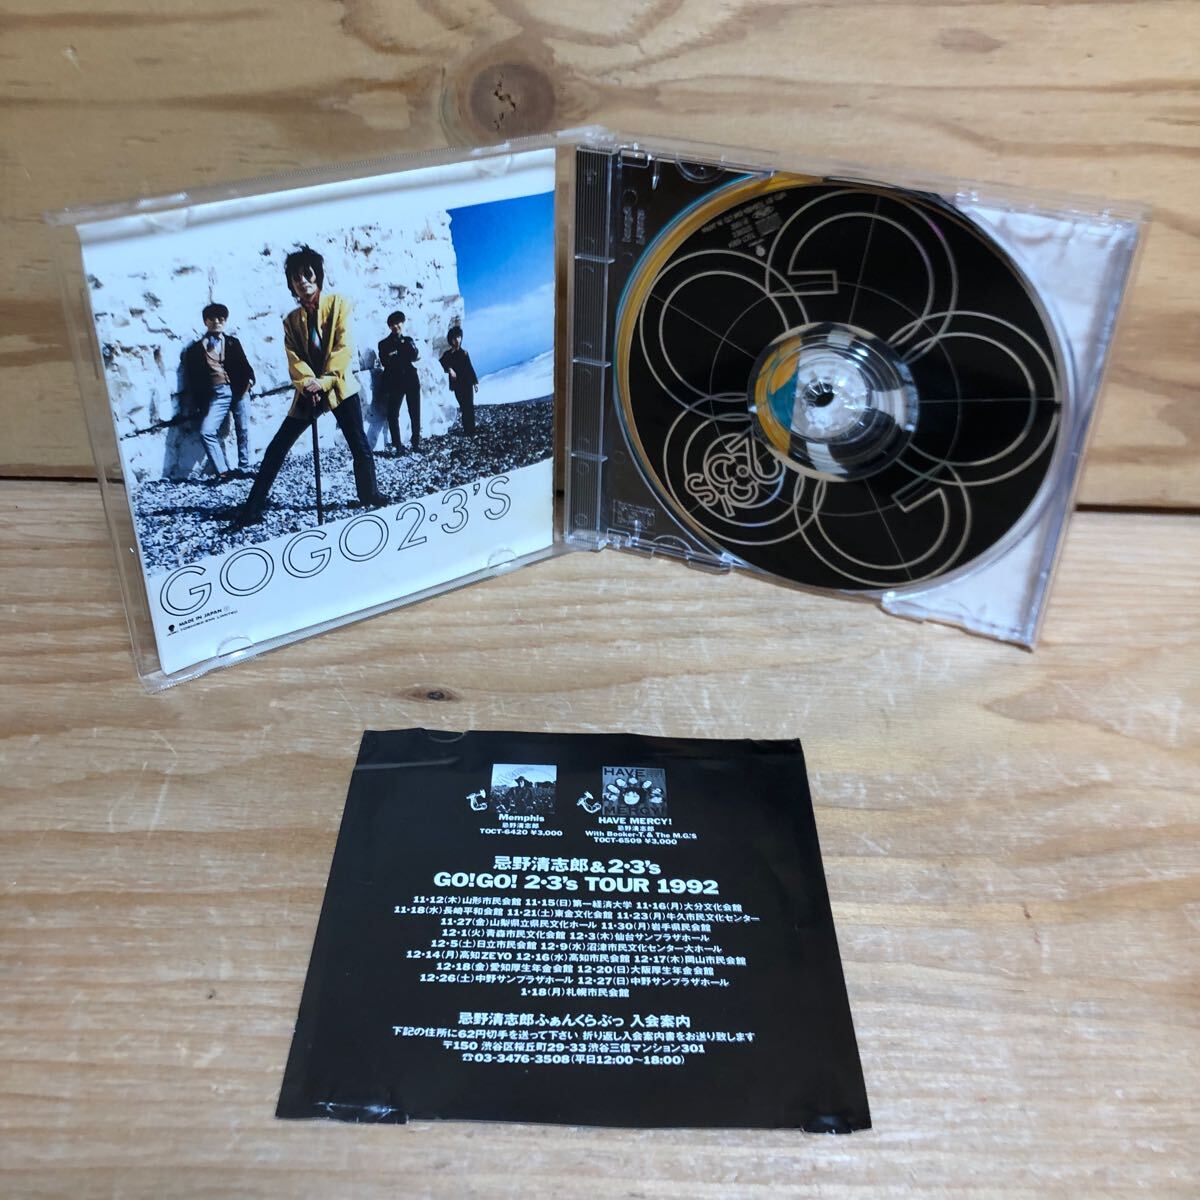 GOGO2・3'S
MADE IN JAPAN
TOSHIBA-EMI LIMITED
HAVE
MERCY!
Memphis
忌野清志郎
TOCT-6420 ¥3,000
HAVE MERCY!
忌野清志郎
With Booker-T. & The M.G.'S
TOCT-6509 ¥3,000
忌野清志郎&2・3's
GO!GO! 2・3's TOUR 1992
11・12(木)山形市民会館 11・15(日)第一経済大学 11・16(月)大分文化会館
11・18(水)長崎平和会館 11・21(土)東金文化会館 11・23(月)牛久市民文化センター
11・27(金)山梨県立県民文化ホール 11・30(月)岩手県民会館
12・1(火)青森市民文化会館 12・3(木)仙台サンプラザホール
12・5(土)日立市民会館 12・9(水)沼津市民文化センター大ホール
12・14(月)高知ZEYO 12・16(水)高知市民会館 12・17(木)岡山市民会館
12・18(金)愛知厚生年金会館 12・20(日)大阪厚生年金会館
12・26(土)中野サンプラザホール 12・27(日)中野サンプラザホール
1・18(月)札幌市民会館
忌野清志郎ふぁんくらぶっ 入会案内
下記の住所に62円切手を送って下さい 折り返し入会案内書をお送り致します
〒150 渋谷区桜丘町29-33 渋谷三信マンション301
☎03-3476-3508(平日12:00〜18:00)